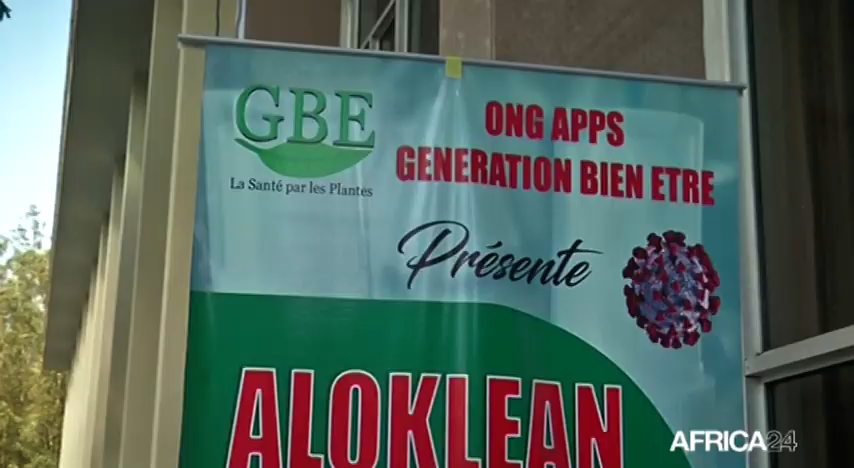 GBE
La Santé par les Plantes
ONG APPS
GENERATION BIEN ETRE
Présente
ALOKLEAN
AFRICA24